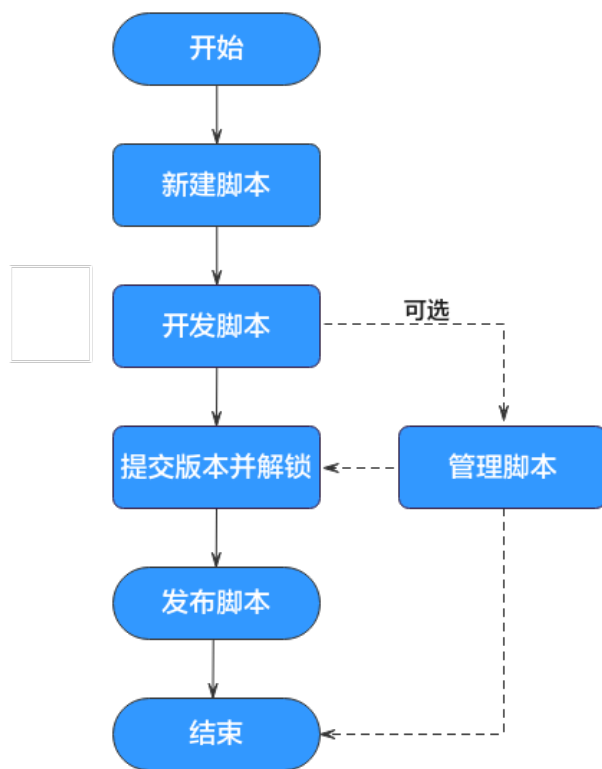 开始
新建脚本
开发脚本
可选
提交版本并解锁
管理脚本
发布脚本
结束